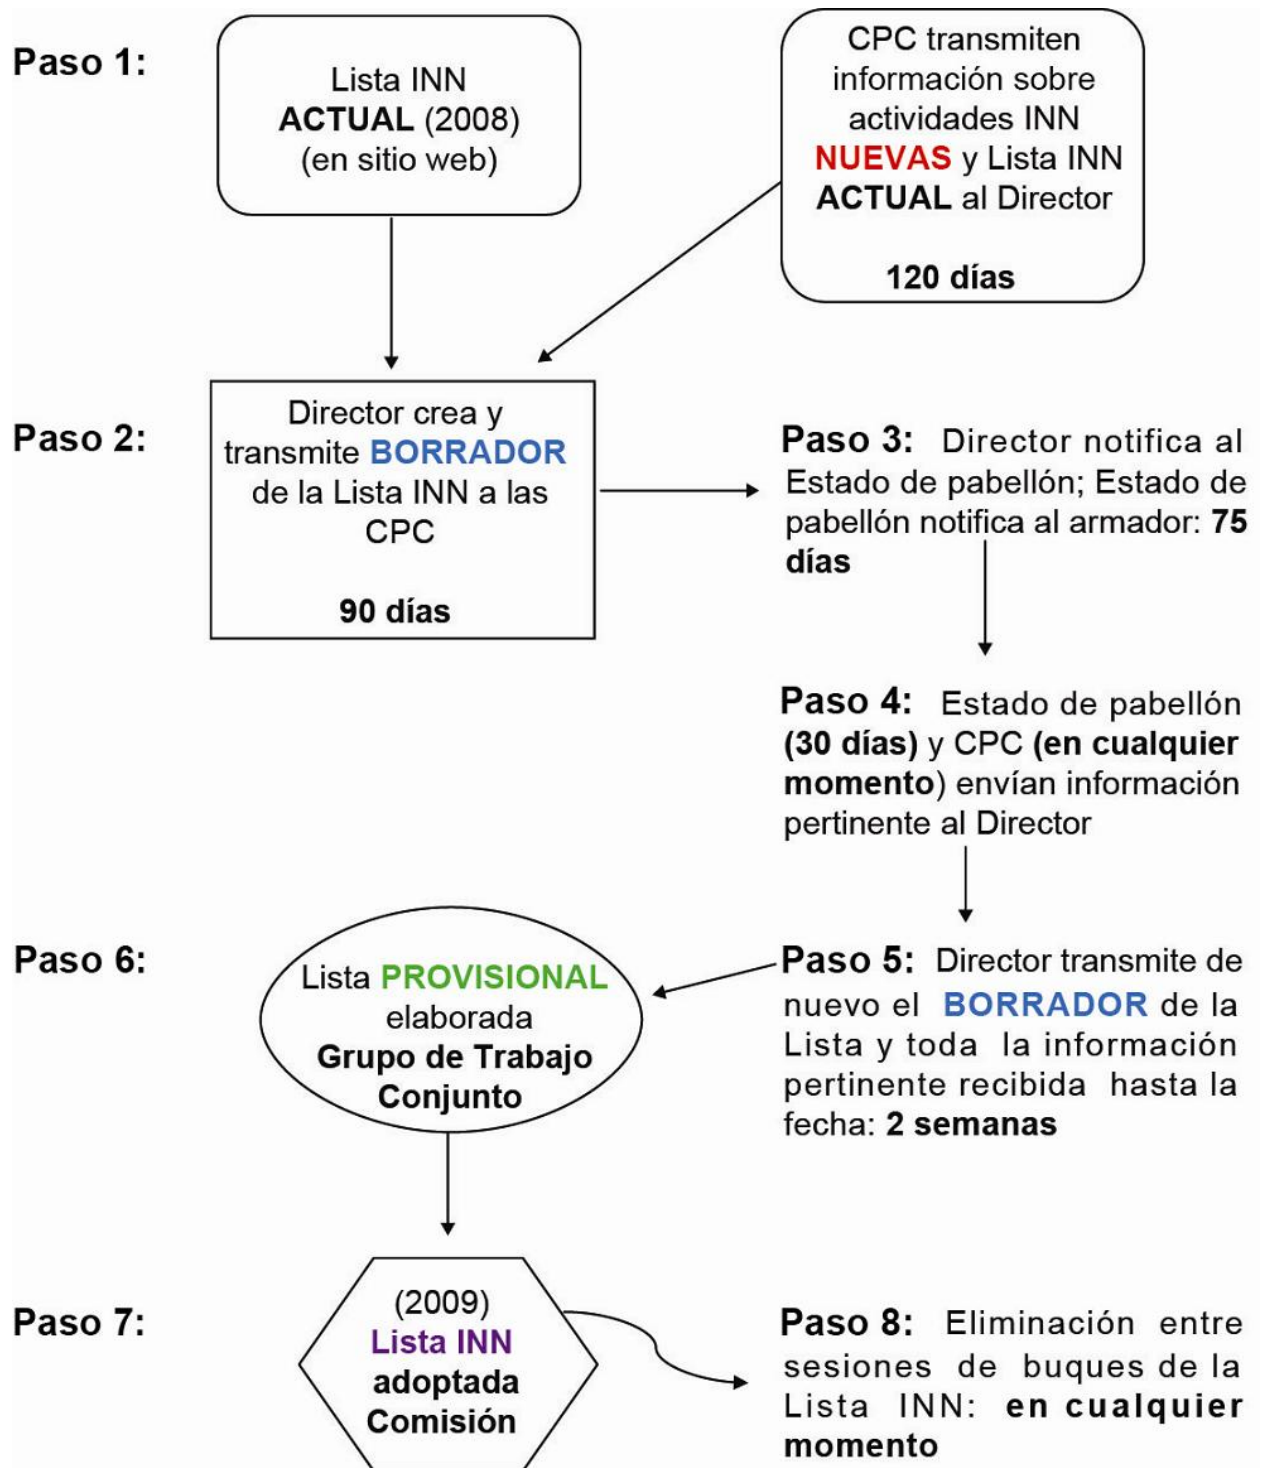 Paso 1:
Lista INN
ACTUAL (2008)
(en sitio web)
CPC transmiten
información sobre
actividades INN
NUEVAS y Lista INN
ACTUAL al Director
120 días
Paso 2:
Director crea y
transmite BORRADOR
de la Lista INN a las
CPC
90 días
Paso 3: Director notifica al
Estado de pabellón; Estado de
pabellón notifica al armador: 75
días
Paso 4: Estado de pabellón
(30 días) y CPC (en cualquier
momento) envían información
pertinente al Director
Paso 5: Director transmite de
nuevo el BORRADOR de la
Lista y toda la información
pertinente recibida hasta la
fecha: 2 semanas
Paso 6:
Lista PROVISIONAL
elaborada
Grupo de Trabajo
Conjunto
Paso 7:
(2009)
Lista INN
adoptada
Comisión
Paso 8: Eliminación entre
sesiones de buques de la
Lista INN: en cualquier
momento